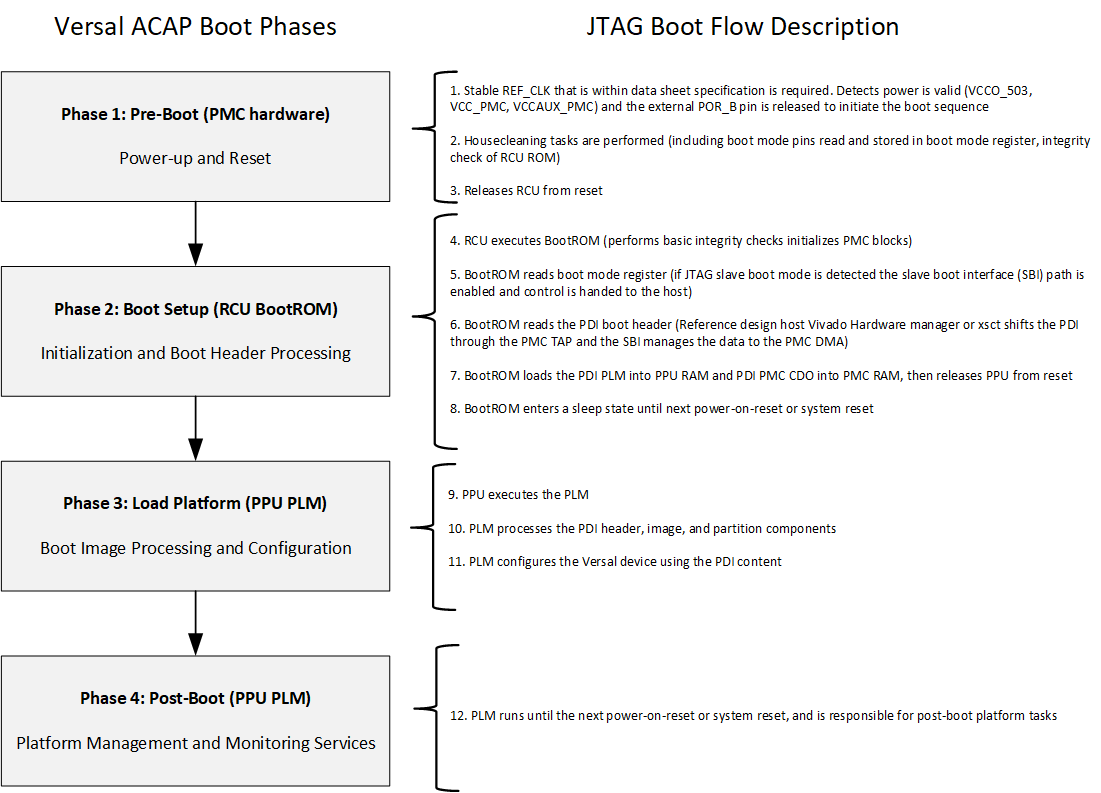 Versal ACAP Boot Phases
JTAG Boot Flow Description
Phase 1: Pre-Boot (PMC hardware)
Power-up and Reset
1. Stable REF_CLK that is within data sheet specification is required. Detects power is valid (VCCO_503,
VCC_PMC, VCCAUX_PMC) and the external POR_B pin is released to initiate the boot sequence
2. Housecleaning tasks are performed (including boot mode pins read and stored in boot mode register, integrity
check of RCU ROM)
3. Releases RCU from reset
Phase 2: Boot Setup (RCU BootROM)
Initialization and Boot Header Processing
4. RCU executes BootROM (performs basic integrity checks initializes PMC blocks)
5. BootROM reads boot mode register (if JTAG slave boot mode is detected the slave boot interface (SBI) path is
enabled and control is handed to the host)
6. BootROM reads the PDI boot header (Reference design host Vivado Hardware manager or xsct shifts the PDI
through the PMC TAP and the SBI manages the data to the PMC DMA)
7. BootROM loads the PDI PLM into PPU RAM and PDI PMC CDO into PMC RAM, then releases PPU from reset
8. BootROM enters a sleep state until next power-on-reset or system reset
Phase 3: Load Platform (PPU PLM)
Boot Image Processing and Configuration
9. PPU executes the PLM
10. PLM processes the PDI header, image, and partition components
11. PLM configures the Versal device using the PDI content
Phase 4: Post-Boot (PPU PLM)
Platform Management and Monitoring Services
12. PLM runs until the next power-on-reset or system reset, and is responsible for post-boot platform tasks